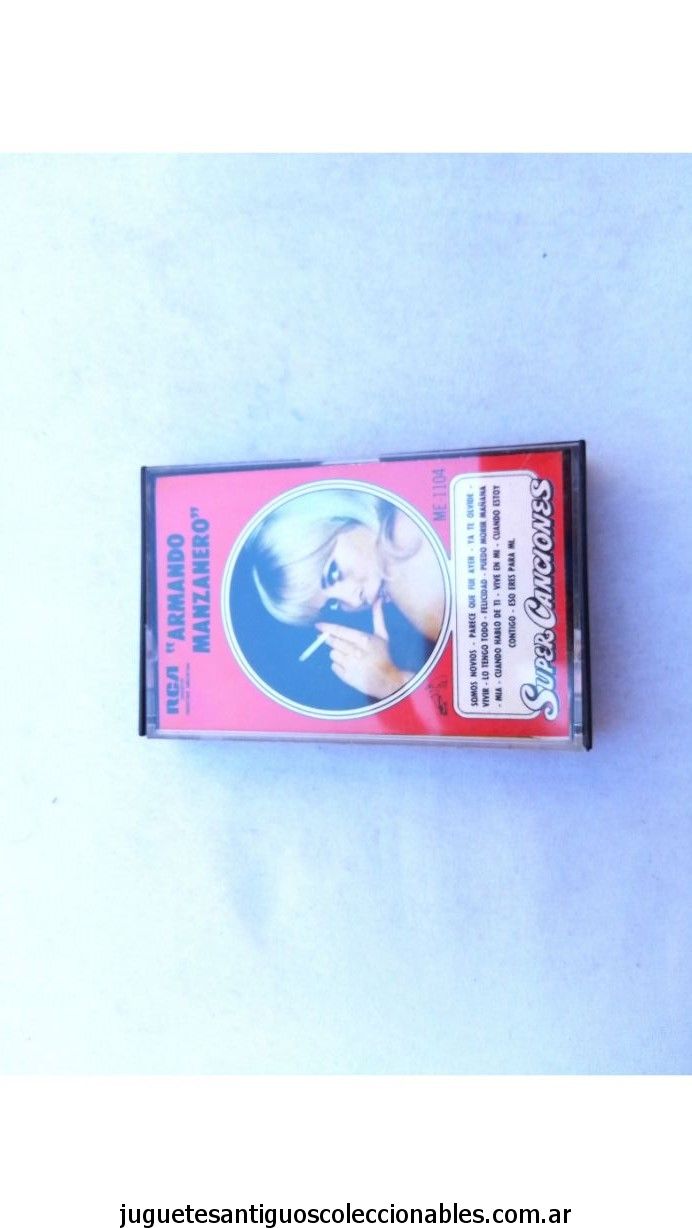 RCA "ARMANDO
MANZANERO"
ME 1104
SOMOS NOVIOS - PARECE QUE FUE AYER - YA TE OLVIDE -
VIVIR - LO TENGO TODO - FELICIDAD - PUEDO MORIR MAÑANA
- MIA - CUANDO HABLO DE TI - VIVE EN MI - CUANDO ESTOY
CONTIGO - ESO ERES PARA MI.
SUPER CANCIONES
juguetesantiguoscoleccionables.com.ar